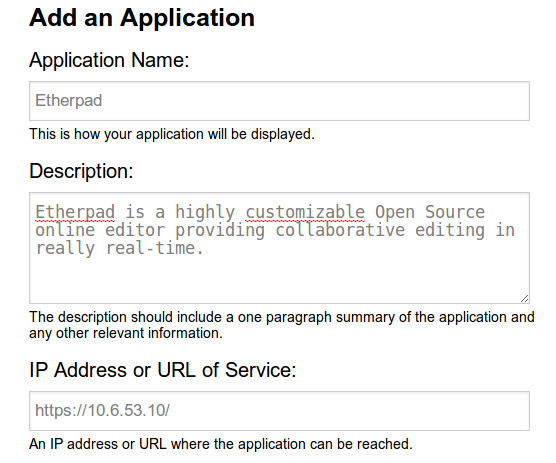 Add an Application
Application Name:
Etherpad
This is how your application will be displayed.
Description:
Etherpad is a highly customizable Open Source
online editor providing collaborative editing in
really real-time.
The description should include a one paragraph summary of the application and
any other relevant information.
IP Address or URL of Service:
https://10.6.53.10/
An IP address or URL where the application can be reached.